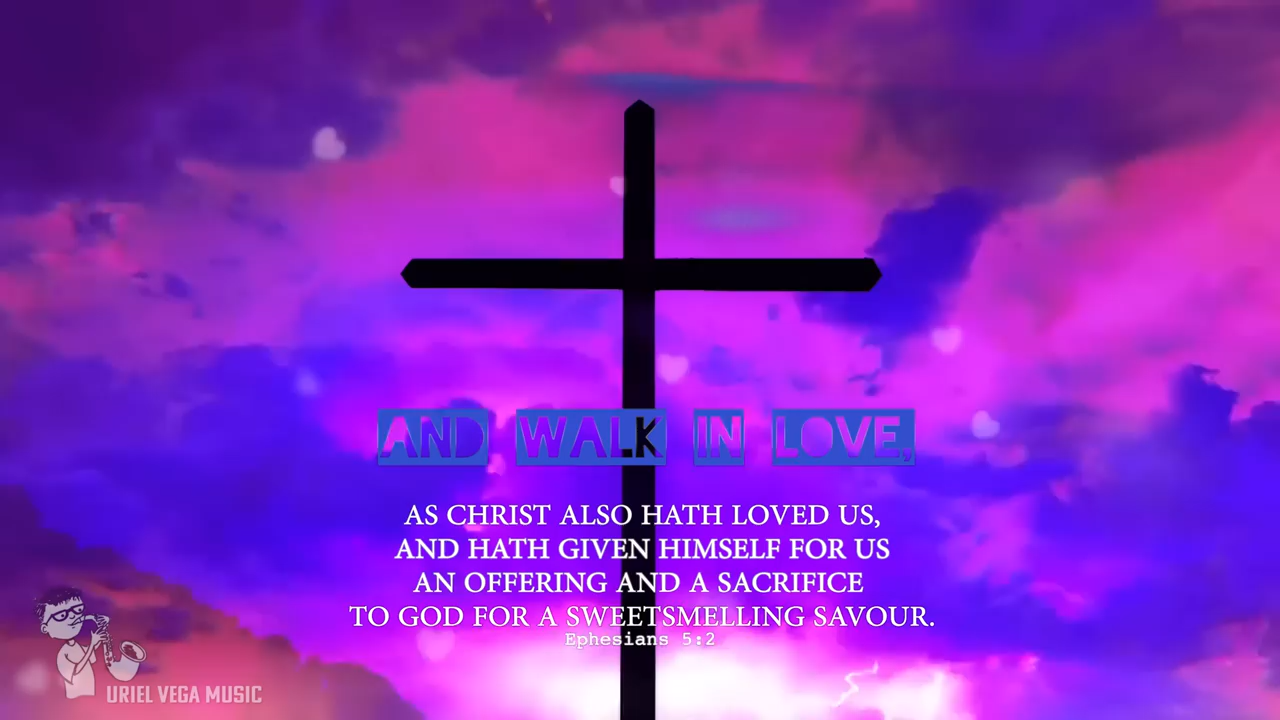 AND WALK IN LOVE,
AS CHRIST ALSO HATH LOVED US,
AND HATH GIVEN HIMSELF FOR US
AN OFFERING AND A SACRIFICE
TO GOD FOR A SWEETSMELLING SAVOUR.
Ephesians 5:2
URIEL VEGA MUSIC